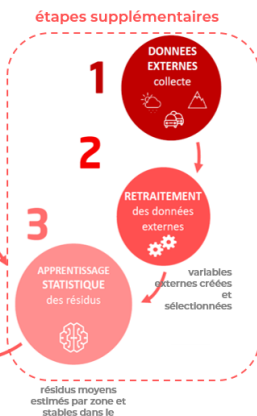 étapes supplémentaires
1
DONNEES
EXTERNES
collecte
2
RETRAITEMENT
des données
externes
variables
externes créées
et
sélectionnées
3
APPRENTISSAGE
STATISTIQUE
des résidus
résidus moyens
estimés par zone et
stables dans le